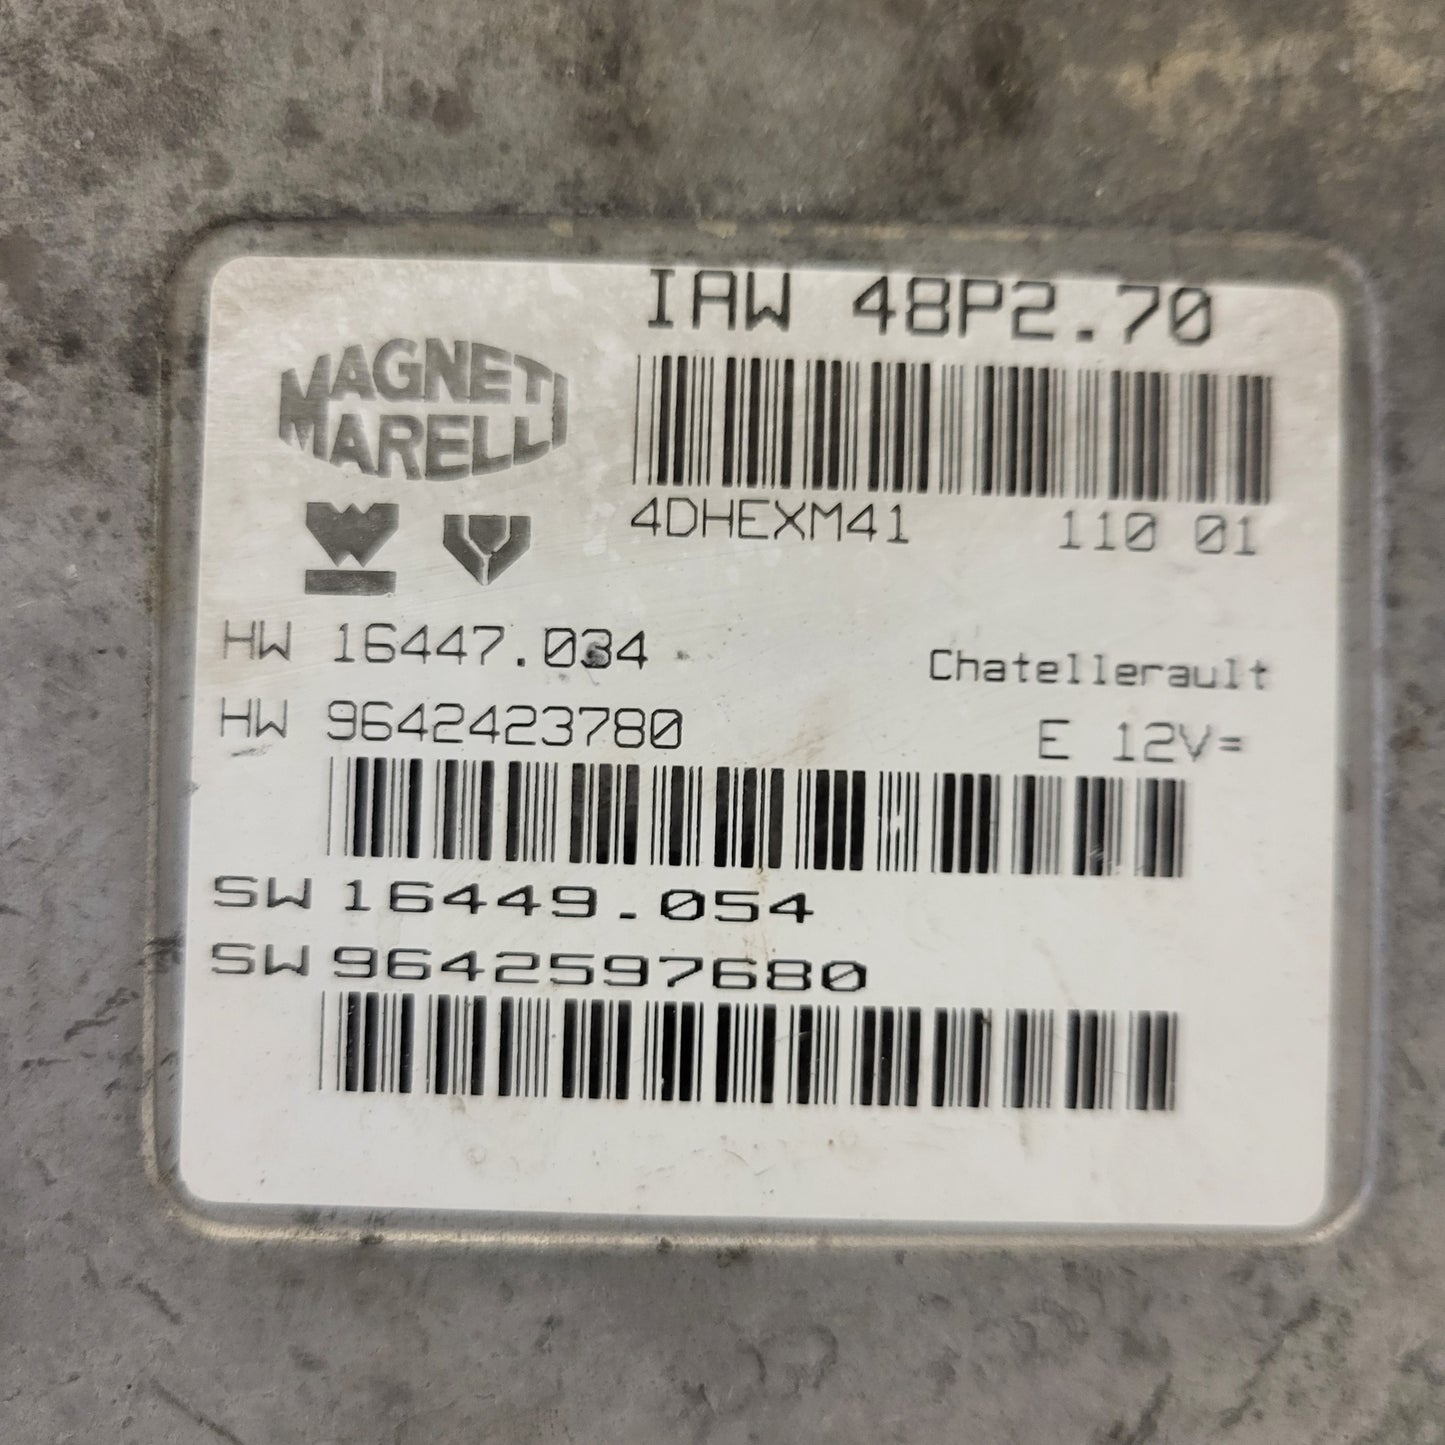 IAW 48P2.70
MAGNETI
MARELLI
4DHEXM41 110 01
HW 16447.034
Chatellerault
HW 9642423780
E 12V=
SW 16449.054
SW 9642597680